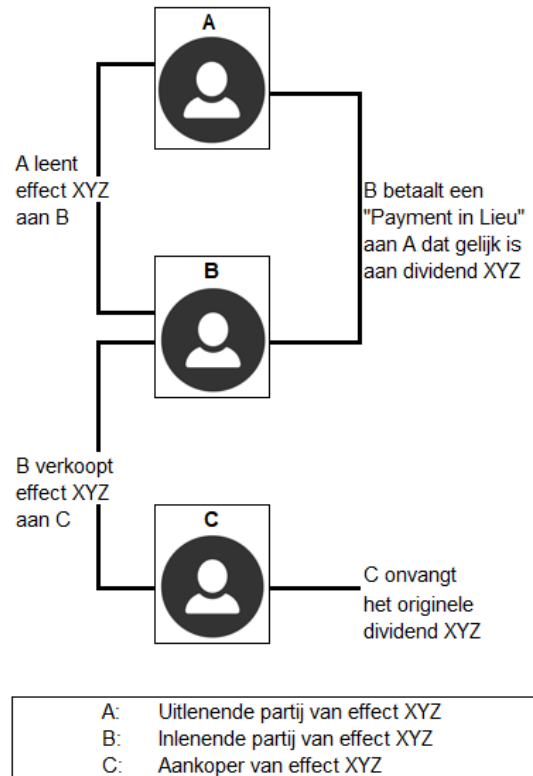 A
A leent
effect XYZ
aan B
B betaalt een
"Payment in Lieu"
aan A dat gelijk is
aan dividend XYZ
B
B verkoopt
effect XYZ
aan C
C
C onvangt
het originele
dividend XYZ
A: Uitlenende partij van effect XYZ
B: Inlenende partij van effect XYZ
C: Aankoper van effect XYZ